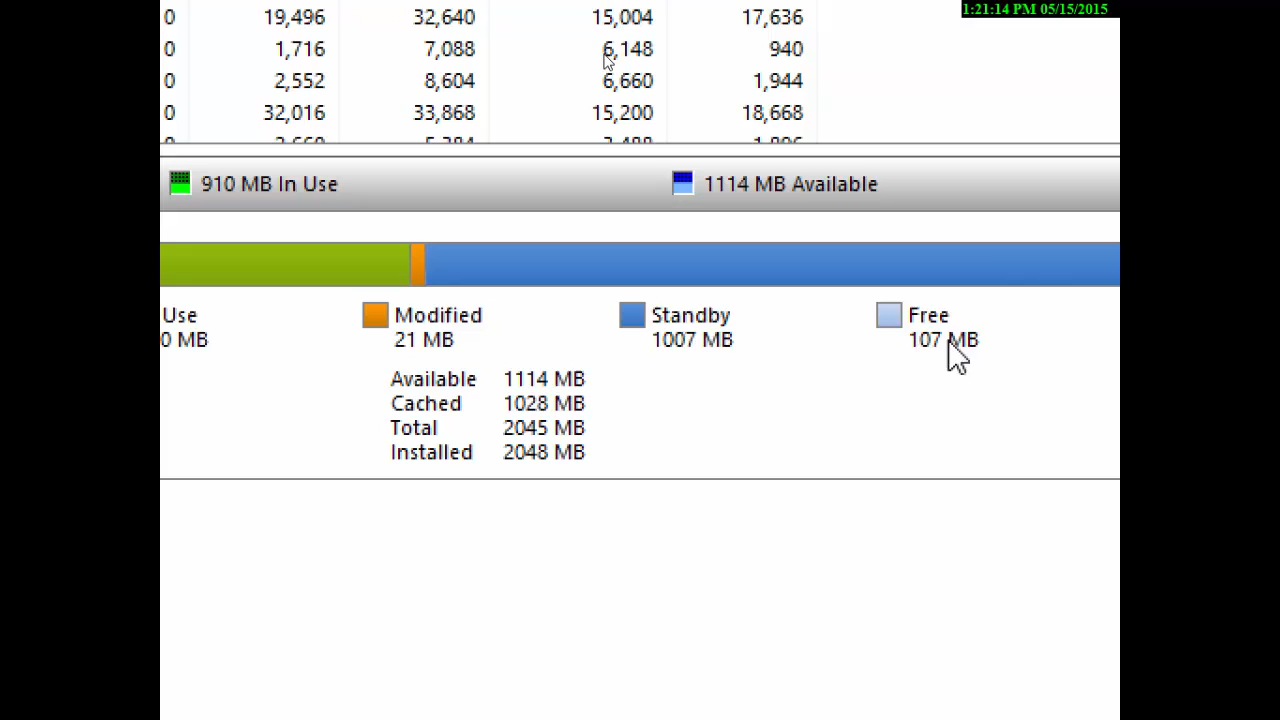 1:21:14 PM 05/15/2015
0 19,496 32,640 15,004 17,636
0 1,716 7,088 6,148 940
0 2,552 8,604 6,660 1,944
0 32,016 33,868 15,200 18,668
910 MB In Use 1114 MB Available
Use Modified Standby Free
0 MB 21 MB 1007 MB 107 MB
Available 1114 MB
Cached 1028 MB
Total 2045 MB
Installed 2048 MB